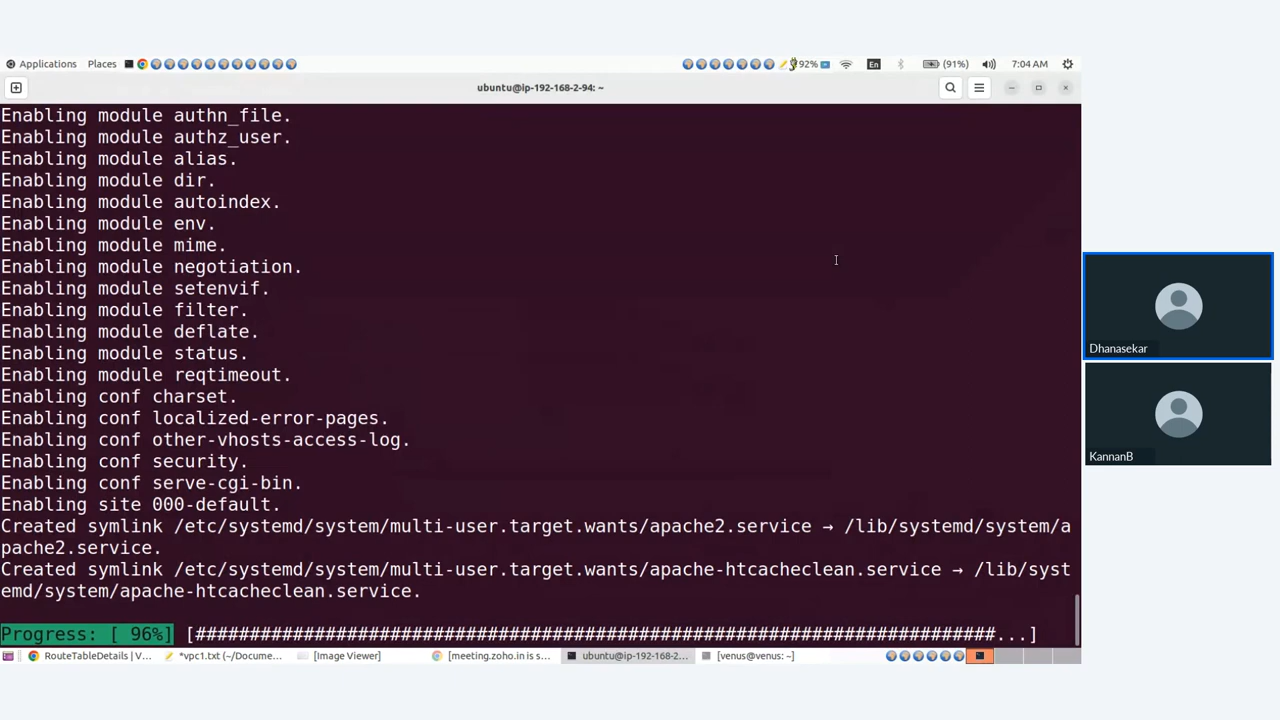 Applications Places 92% En (91%) 7:04 AM
ubuntu@ip-192-168-2-94: ~
Enabling module authn_file.
Enabling module authz_user.
Enabling module alias.
Enabling module dir.
Enabling module autoindex.
Enabling module env.
Enabling module mime.
Enabling module negotiation.
Enabling module setenvif.
Enabling module filter.
Enabling module deflate.
Enabling module status.
Enabling module reqtimeout.
Enabling conf charset.
Enabling conf localized-error-pages.
Enabling conf other-vhosts-access-log.
Enabling conf security.
Enabling conf serve-cgi-bin.
Enabling site 000-default.
Created symlink /etc/systemd/system/multi-user.target.wants/apache2.service → /lib/systemd/system/a
pache2.service.
Created symlink /etc/systemd/system/multi-user.target.wants/apache-htcacheclean.service → /lib/syst
emd/system/apache-htcacheclean.service.
Progress: [ 96%] [##########################################################################...]
RouteTableDetails | V... *vpc1.txt (~/Docume... [Image Viewer] [meeting.zoho.in is s... ubuntu@ip-192-168-2... [venus@venus: ~]
Dhanasekar
KannanB